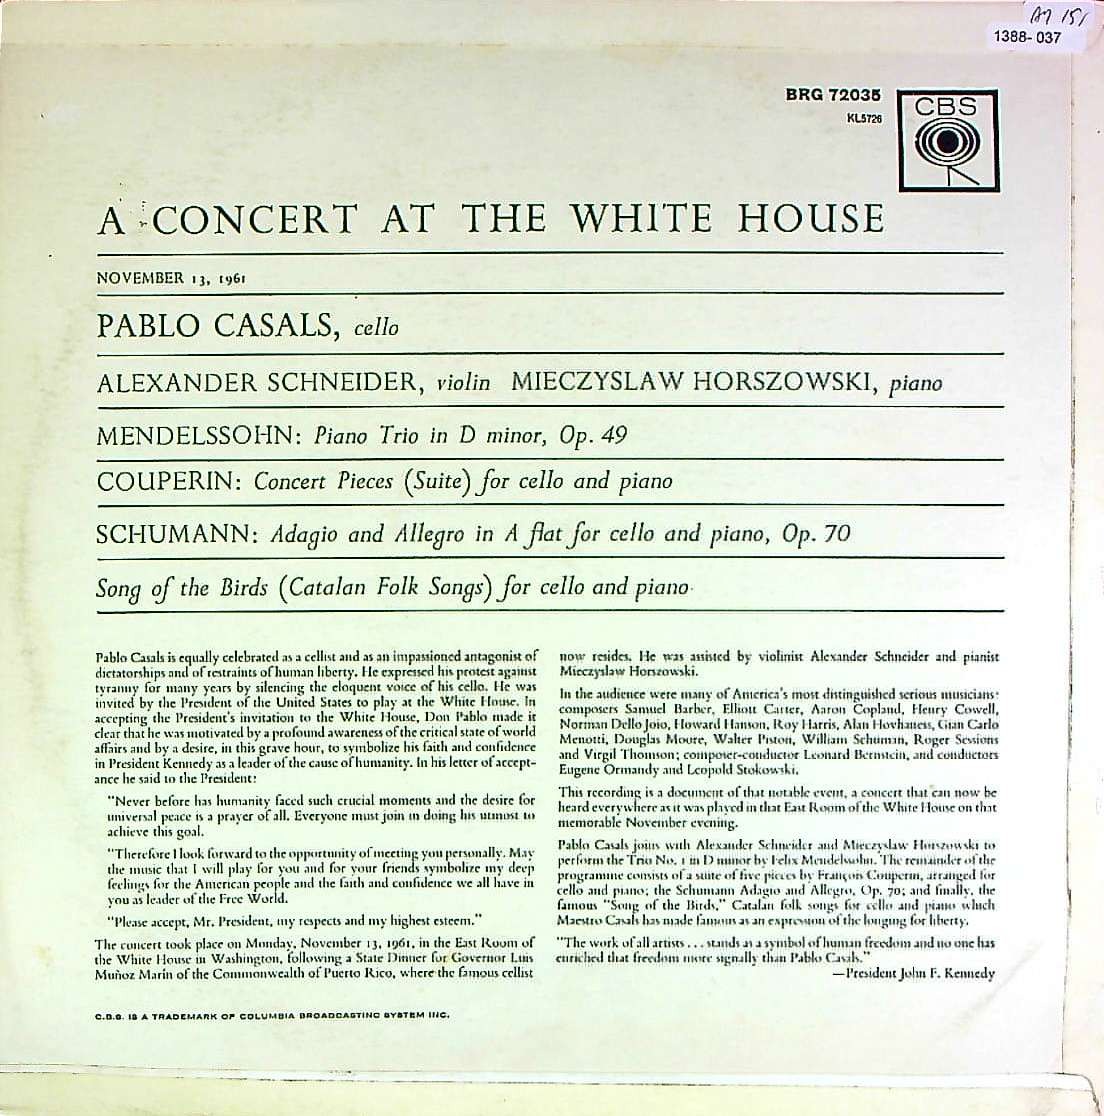 AM 151
1388- 037
BRG 72035
KL5726
CBS
A CONCERT AT THE WHITE HOUSE
NOVEMBER 13, 1961
PABLO CASALS, cello
ALEXANDER SCHNEIDER, violin MIECZYSLAW HORSZOWSKI, piano
MENDELSSOHN: Piano Trio in D minor, Op. 49
COUPERIN: Concert Pieces (Suite) for cello and piano
SCHUMANN: Adagio and Allegro in A flat for cello and piano, Op. 70
Song of the Birds (Catalan Folk Songs) for cello and piano
Pablo Casals is equally celebrated as a cellist and as an impassioned antagonist of
dictatorships and of restraints of human liberty. He expressed his protest against
tyranny for many years by silencing the eloquent voice of his cello. He was
invited by the President of the United States to play at the White House. In
accepting the President's invitation to the White House, Don Pablo made it
clear that he was motivated by a profound awareness of the critical state of world
affairs and by a desire, in this grave hour, to symbolize his faith and confidence
in President Kennedy as a leader of the cause of humanity. In his letter of accept-
ance he said to the President:
"Never before has humanity faced such crucial moments and the desire for
universal peace is a prayer of all. Everyone must join in doing his utmost to
achieve this goal.
"Therefore I look forward to the opportunity of meeting you personally. May
the music that I will play for you and for your friends symbolize my deep
feelings for the American people and the faith and confidence we all have in
you as leader of the Free World.
"Please accept, Mr. President, my respects and my highest esteem."
The concert took place on Monday, November 13, 1961, in the East Room of
the White House in Washington, following a State Dinner for Governor Luis
Muñoz Marín of the Commonwealth of Puerto Rico, where the famous cellist
now resides. He was assisted by violinist Alexander Schneider and pianist
Mieczyslaw Horszowski.
In the audience were many of America's most distinguished serious musicians:
composers Samuel Barber, Elliott Carter, Aaron Copland, Henry Cowell,
Norman Dello Joio, Howard Hanson, Roy Harris, Alan Hovhaness, Gian Carlo
Menotti, Douglas Moore, Walter Piston, William Schuman, Roger Sessions
and Virgil Thomson; composer-conductor Leonard Bernstein, and conductors
Eugene Ormandy and Leopold Stokowski.
This recording is a document of that notable event, a concert that can now be
heard everywhere as it was played in that East Room of the White House on that
memorable November evening.
Pablo Casals joins with Alexander Schneider and Mieczyslaw Horszowski to
perform the Trio No. 1 in D minor by Felix Mendelssohn. The remainder of the
programme consists of a suite of five pieces by François Couperin, arranged for
cello and piano; the Schumann Adagio and Allegro, Op. 70; and finally, the
famous "Song of the Birds," Catalan folk songs for cello and piano which
Maestro Casals has made famous as an expression of the longing for liberty.
"The work of all artists . . . stands as a symbol of human freedom and no one has
enriched that freedom more signally than Pablo Casals."
—President John F. Kennedy
C.B.S. IS A TRADEMARK OF COLUMBIA BROADCASTING SYSTEM INC.